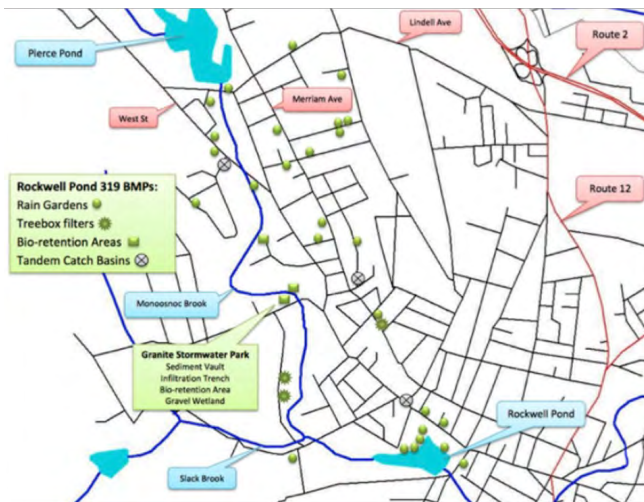 Lindell Ave
Pierce Pond
Route 2
Merriam Ave
West St
Rockwell Pond 319 BMPs:
Rain Gardens
Treebox filters
Bio-retention Areas
Tandem Catch Basins
Route 12
Monoosnoc Brook
Granite Stormwater Park
Sediment Vault
Infiltration Trench
Bio-retention Area
Gravel Wetland
Rockwell Pond
Slack Brook